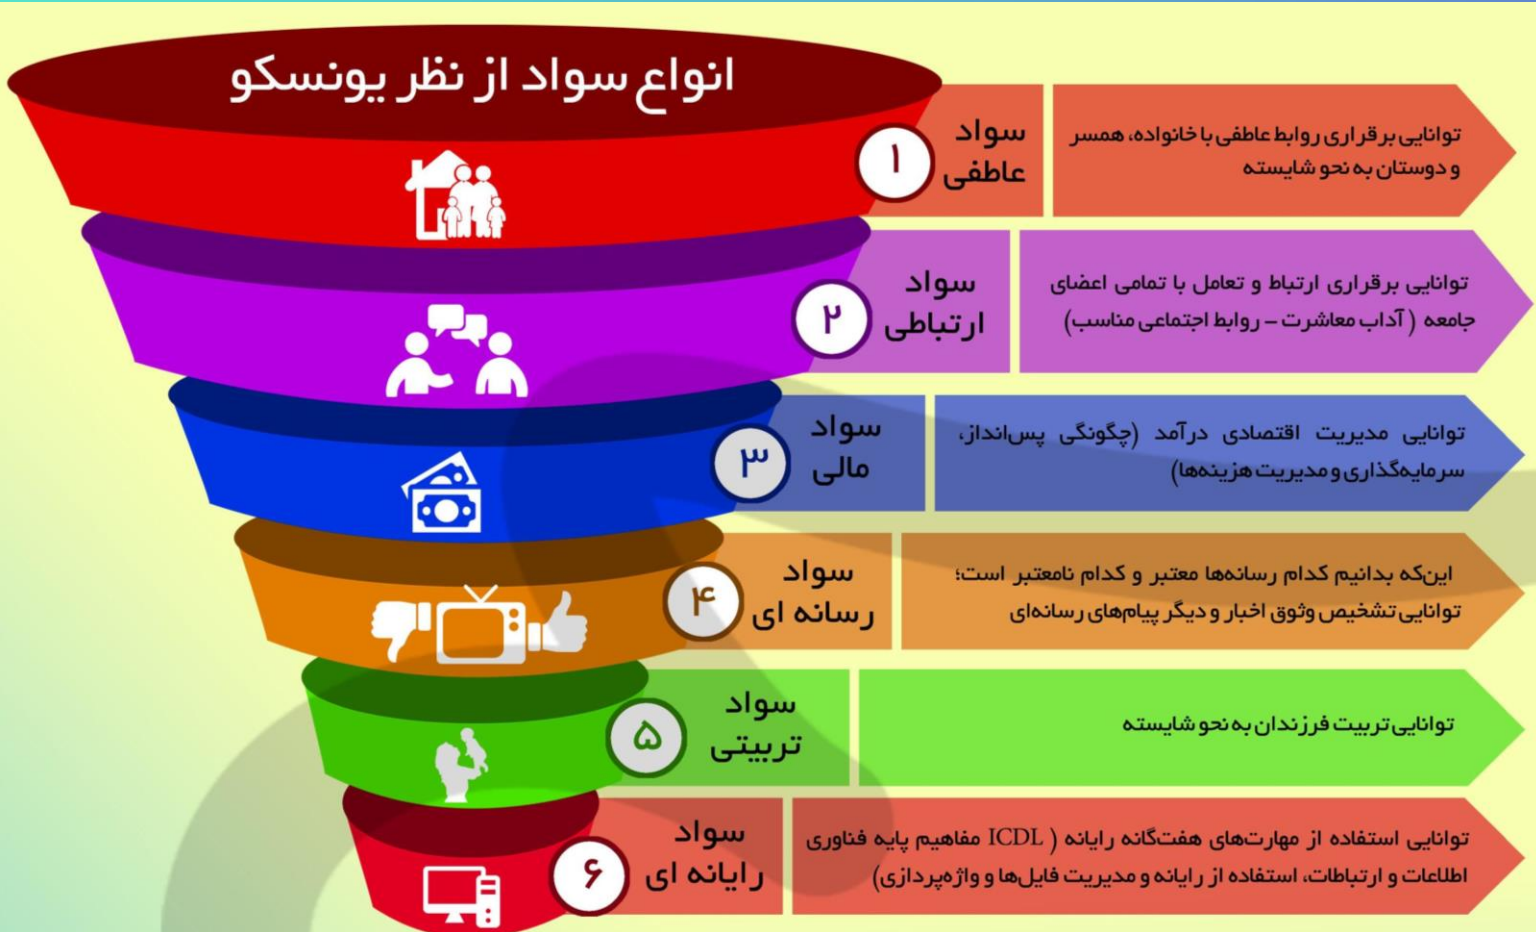 انواع سواد از نظر یونسکو
۱
سواد
عاطفی
توانایی برقراری روابط عاطفی با خانواده، همسر
و دوستان به نحو شایسته
۲
سواد
ارتباطی
توانایی برقراری ارتباط و تعامل با تمامی اعضای
جامعه ( آداب معاشرت – روابط اجتماعی مناسب)
۳
سواد
مالی
توانایی مدیریت اقتصادی درآمد (چگونگی پس‌انداز،
سرمایه‌گذاری و مدیریت هزینه‌ها)
۴
سواد
رسانه ای
این‌که بدانیم کدام رسانه‌ها معتبر و کدام نامعتبر است؛
توانایی تشخیص وثوق اخبار و دیگر پیام‌های رسانه‌ای
۵
سواد
تربیتی
توانایی تربیت فرزندان به نحو شایسته
۶
سواد
رایانه ای
توانایی استفاده از مهارت‌های هفت‌گانه رایانه ( ICDL مفاهیم پایه فناوری
اطلاعات و ارتباطات، استفاده از رایانه و مدیریت فایل‌ها و واژه‌پردازی)